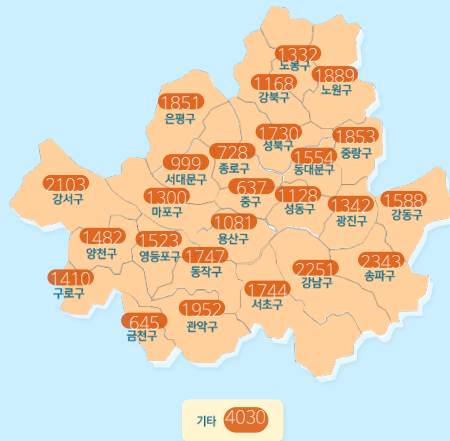 1332
노봉구
1168
강북구
1889
노원구
1851
은평구
1730
성북구
1853
중랑구
728
종로구
1554
동대문구
999
서대문구
2103
강서구
1300
마포구
637
중구
1128
성동구
1342
광진구
1588
강동구
1081
용산구
1482
양천구
1523
영등포구
1747
동작구
2343
송파구
2251
강남구
1410
구로구
1744
서초구
1952
관악구
645
금천구
기타 4030